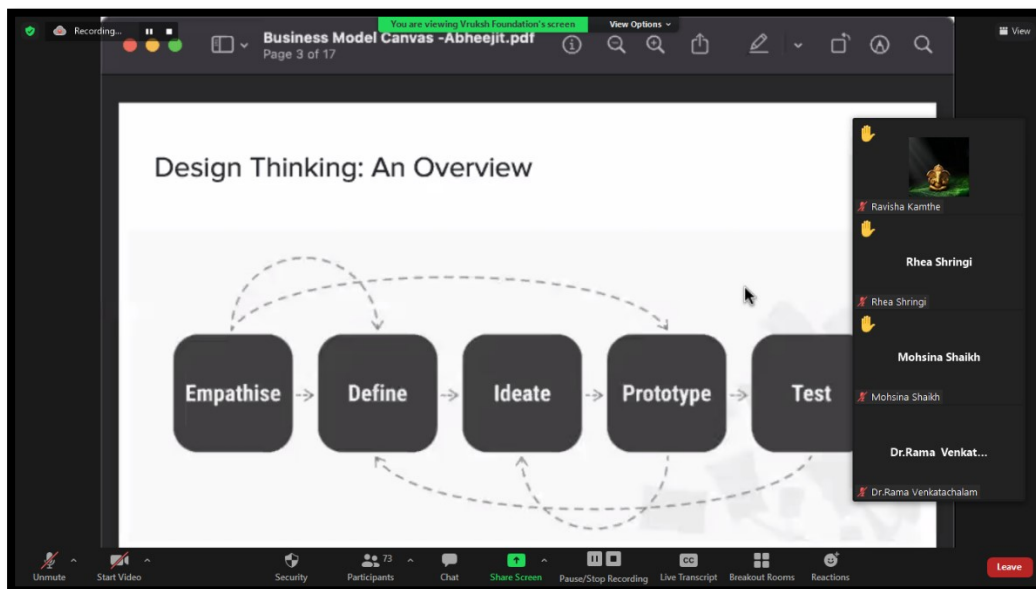 Recording...
You are viewing Vruksh Foundation's screen
View Options
View
Business Model Canvas -Abheejit.pdf
Page 3 of 17
Design Thinking: An Overview
Empathise
Define
Ideate
Prototype
Test
Ravisha Kamthe
Rhea Shringi
Rhea Shringi
Mohsina Shaikh
Mohsina Shaikh
Dr.Rama Venkat...
Dr.Rama Venkatachalam
Unmute
Start Video
Security
Participants
73
Chat
Share Screen
Pause/Stop Recording
CC
Live Transcript
Breakout Rooms
Reactions
Leave